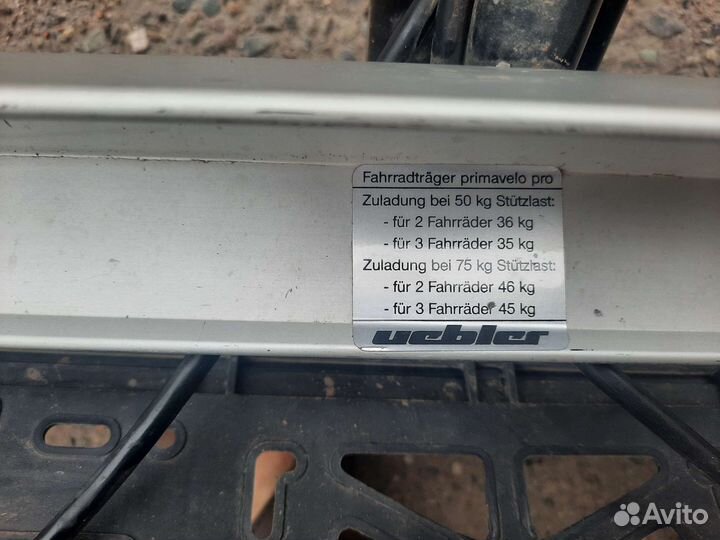 Fahrradträger primavelo pro
Zuladung bei 50 kg Stützlast:
- für 2 Fahrräder 36 kg
- für 3 Fahrräder 35 kg
Zuladung bei 75 kg Stützlast:
- für 2 Fahrräder 46 kg
- für 3 Fahrräder 45 kg
uebler
Avito